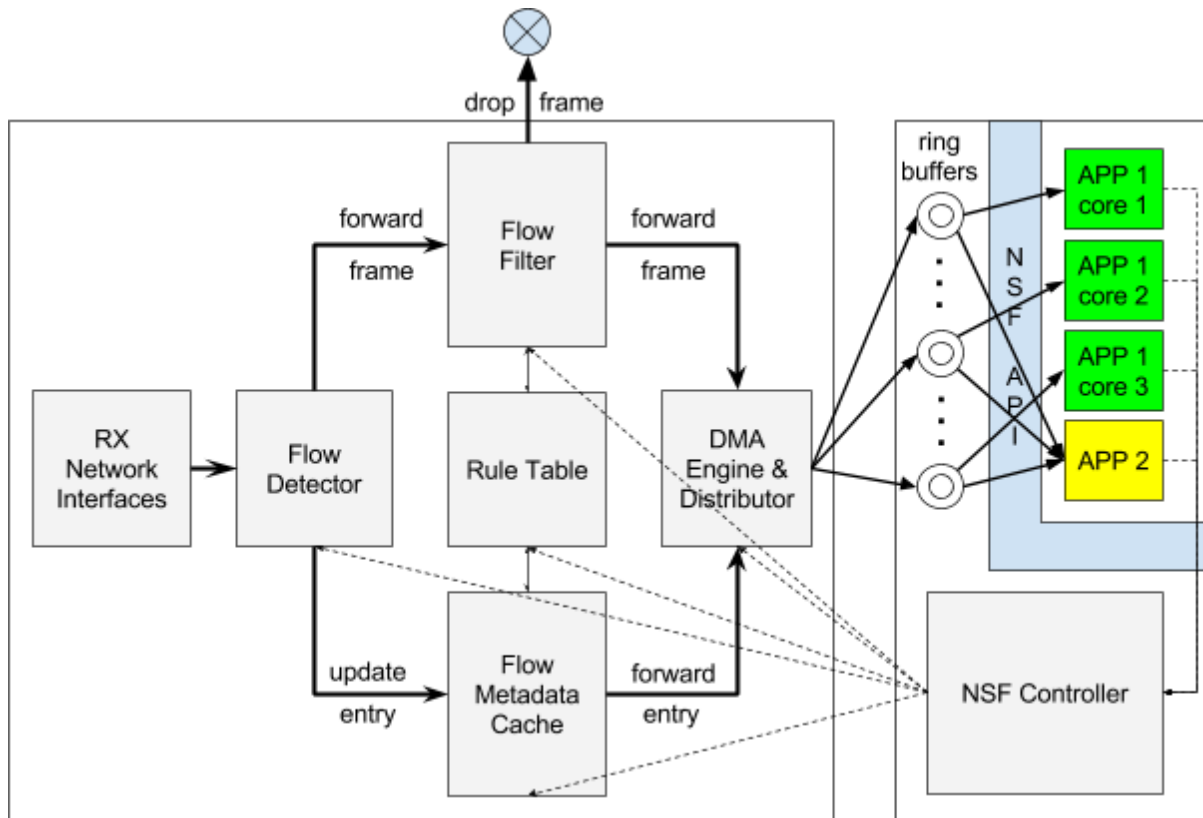 drop frame
ring
buffers
APP 1
core 1
forward
frame
Flow
Filter
forward
frame
N
S
F
A
P
I
APP 1
core 2
APP 1
core 3
APP 2
RX
Network
Interfaces
Flow
Detector
Rule Table
DMA
Engine &
Distributor
update
entry
Flow
Metadata
Cache
forward
entry
NSF Controller